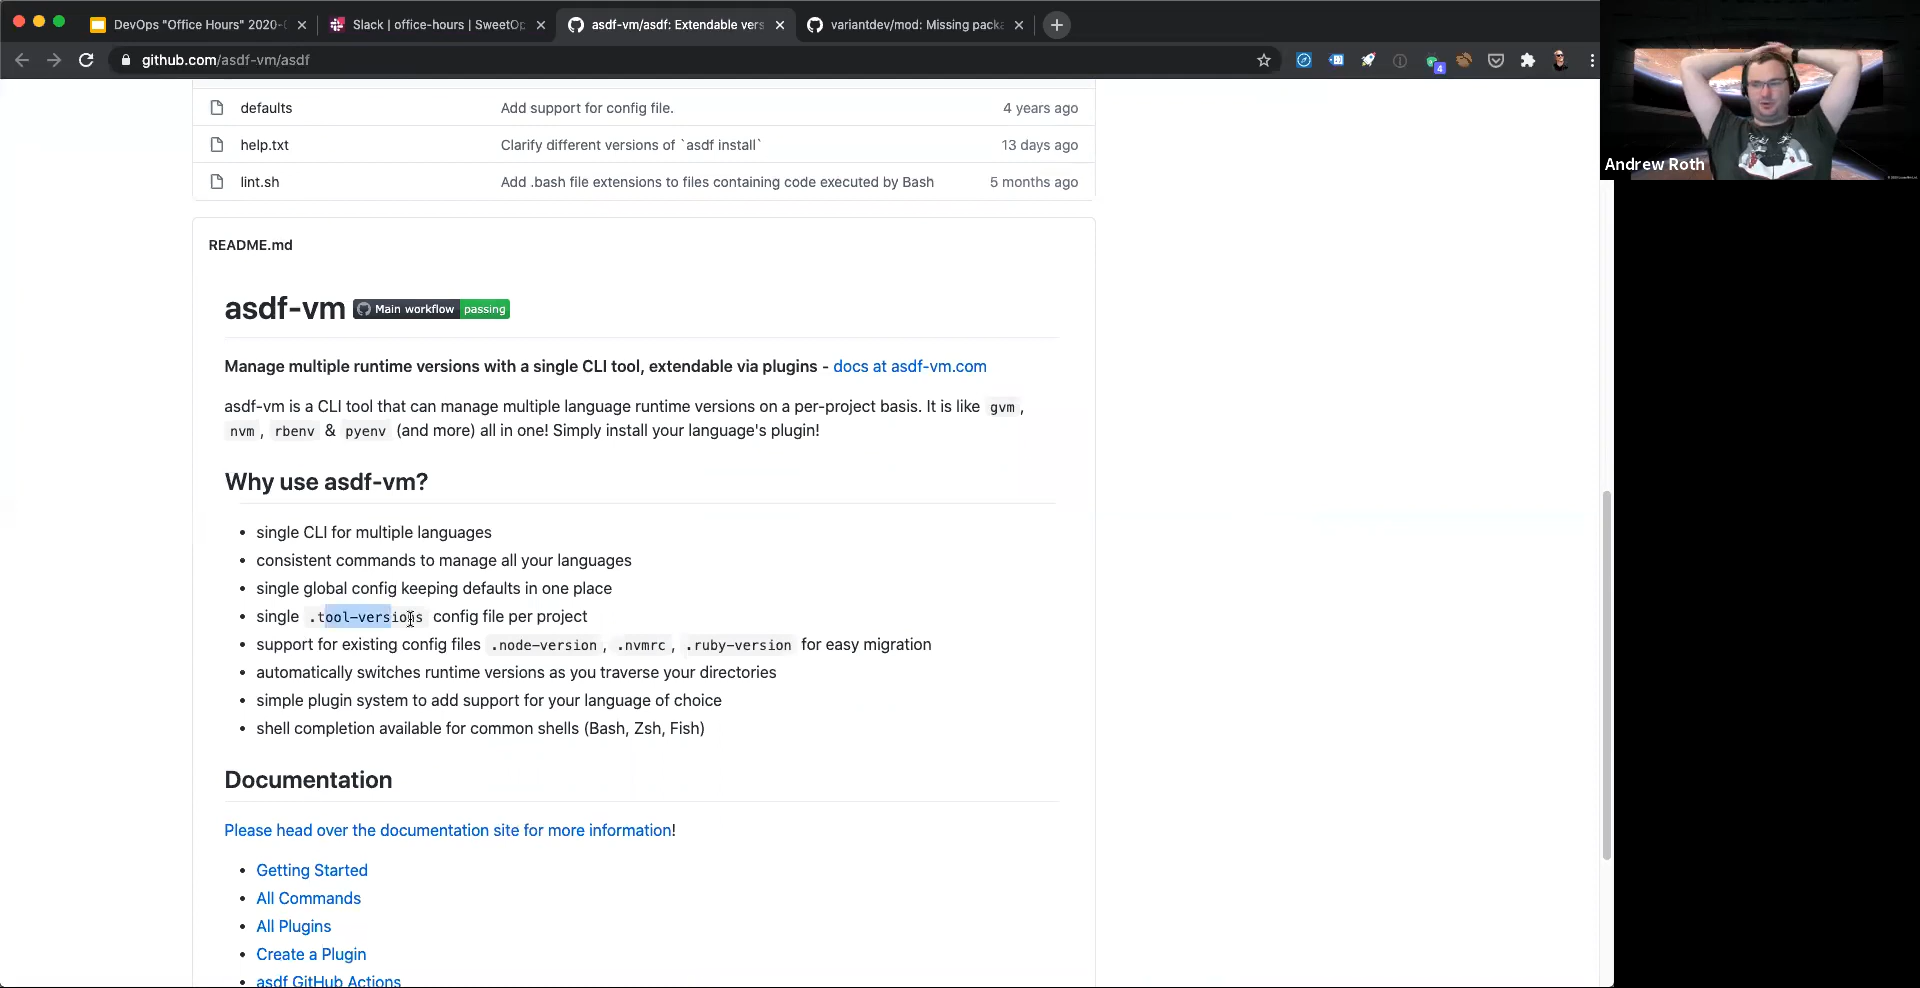 DevOps "Office Hours" 2020-
Slack | office-hours | SweetOp
asdf-vm/asdf: Extendable vers
variantdev/mod: Missing packa
github.com/asdf-vm/asdf
4
defaults Add support for config file. 4 years ago
help.txt Clarify different versions of `asdf install` 13 days ago
lint.sh Add .bash file extensions to files containing code executed by Bash 5 months ago
Andrew Roth
README.md
asdf-vm Main workflow passing
Manage multiple runtime versions with a single CLI tool, extendable via plugins - docs at asdf-vm.com
asdf-vm is a CLI tool that can manage multiple language runtime versions on a per-project basis. It is like gvm ,
nvm , rbenv & pyenv (and more) all in one! Simply install your language's plugin!
Why use asdf-vm?
• single CLI for multiple languages
• consistent commands to manage all your languages
• single global config keeping defaults in one place
• single .tool-versions config file per project
• support for existing config files .node-version , .nvmrc , .ruby-version for easy migration
• automatically switches runtime versions as you traverse your directories
• simple plugin system to add support for your language of choice
• shell completion available for common shells (Bash, Zsh, Fish)
Documentation
Please head over the documentation site for more information!
• Getting Started
• All Commands
• All Plugins
• Create a Plugin
• asdf GitHub Actions